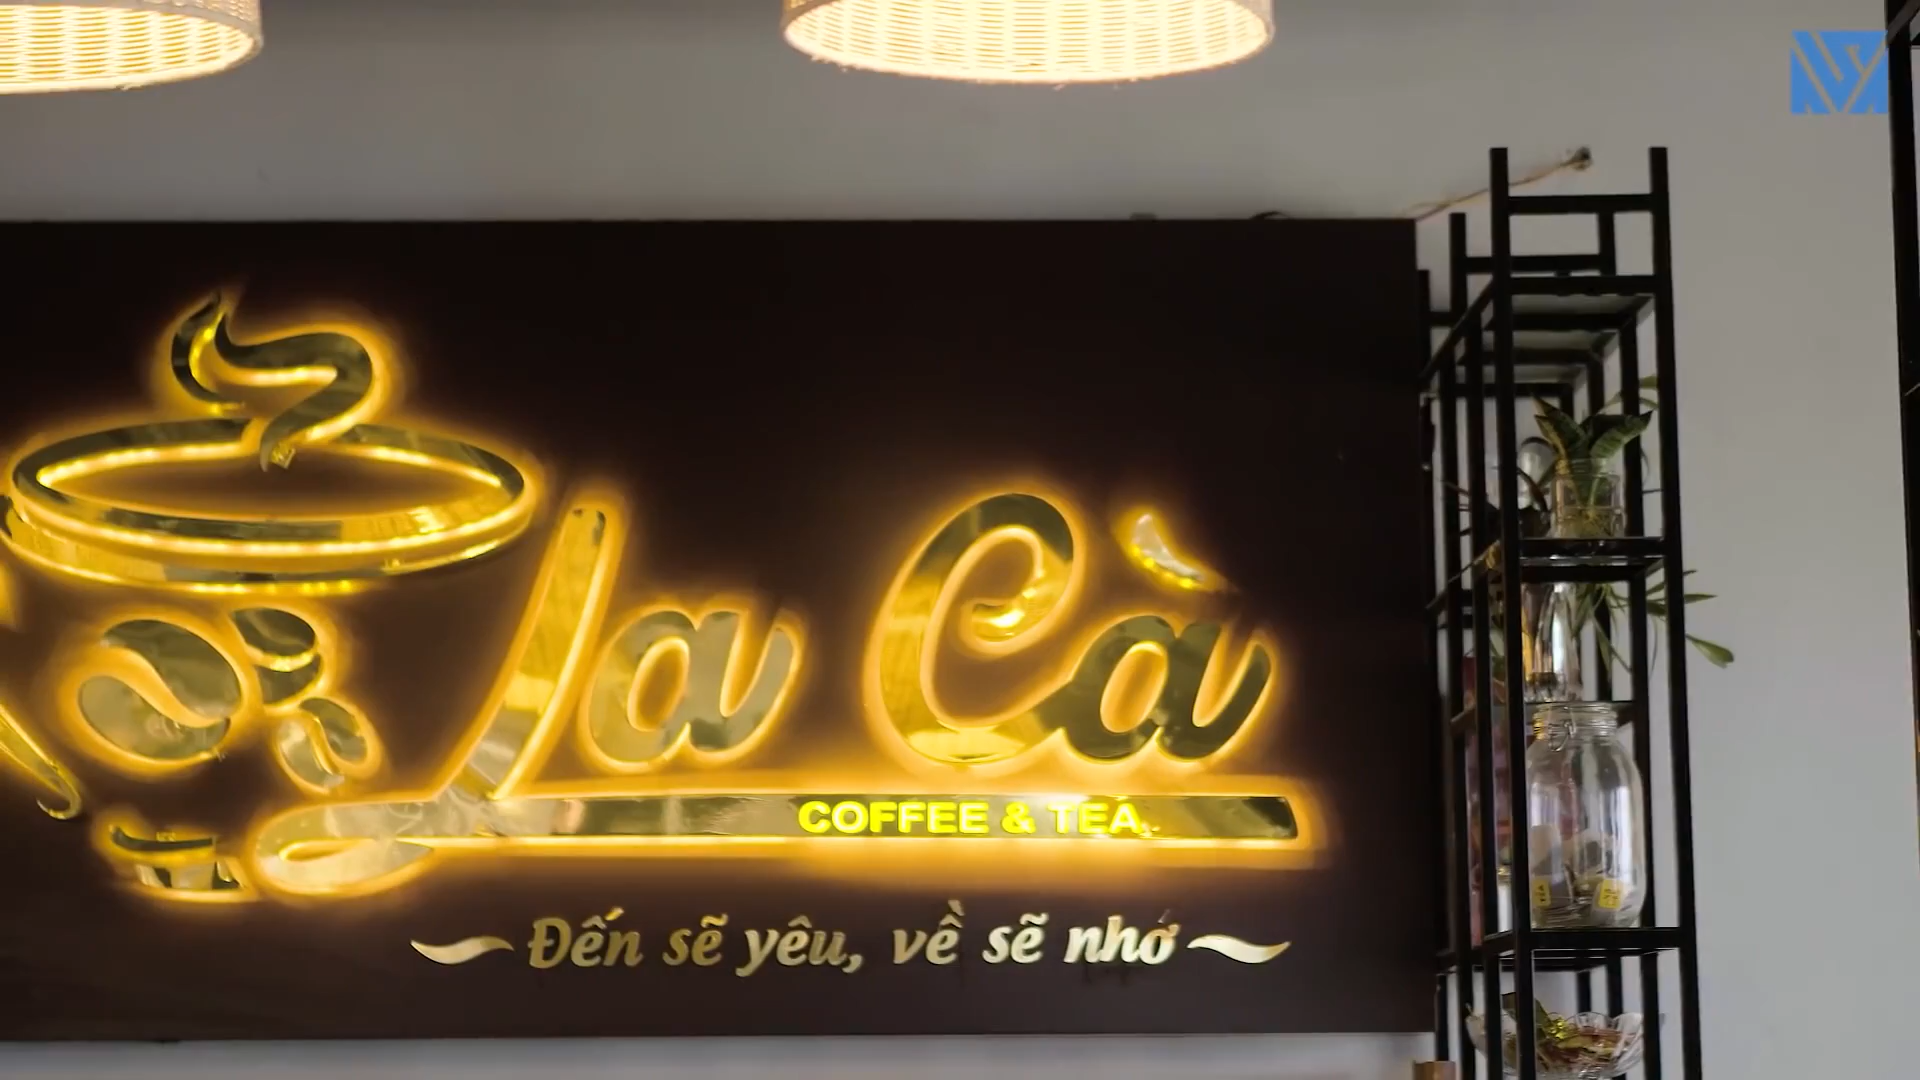 la Cà
COFFEE & TEA
Đến sẽ yêu, về sẽ nhớ